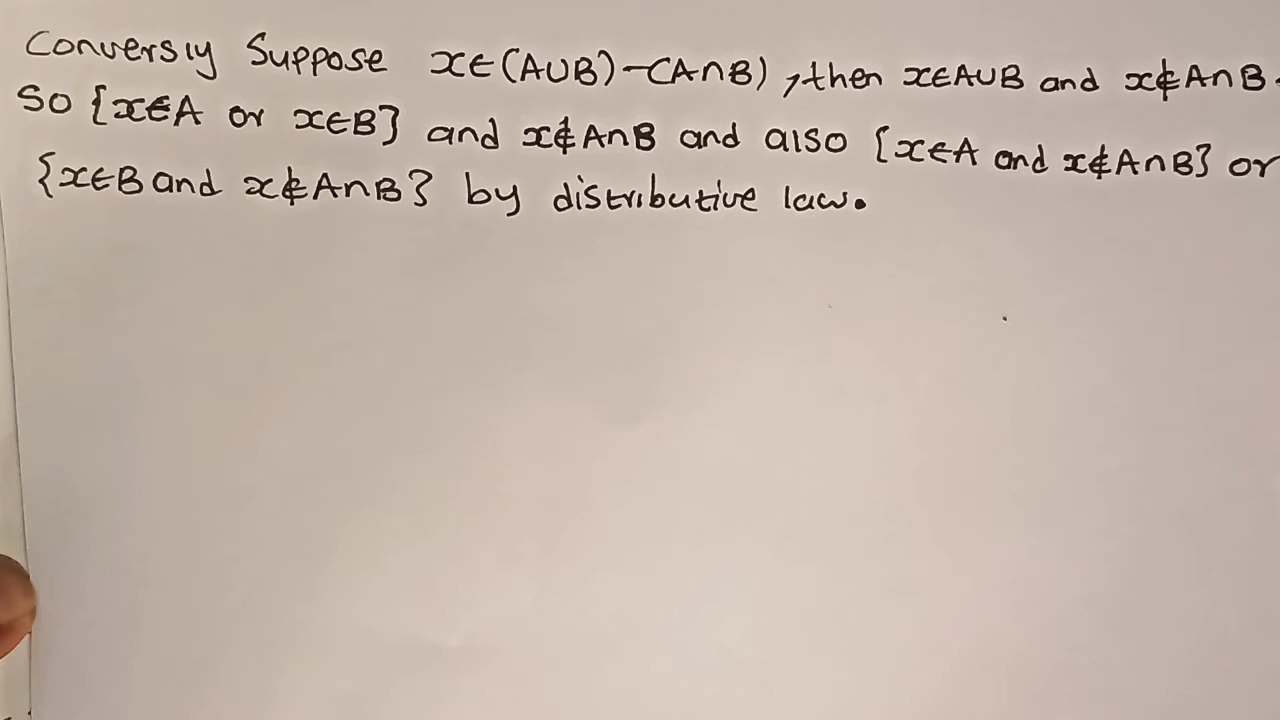 Conversly Suppose x∈(A∪B)-(A∩B), then x∈A∪B and x∉A∩B.
So {x∈A or x∈B} and x∉A∩B and also {x∈A and x∉A∩B} or
{x∈B and x∉A∩B} by distributive law.